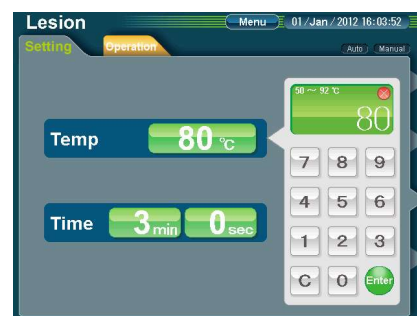 Lesion Menu 01 / Jan / 2012 16:03:52
Setting Operation Auto Manual
50 ~ 92 ℃
80
Temp 80 ℃
7 8 9
4 5 6
Time 3 min 0 sec
1 2 3
C 0 Enter